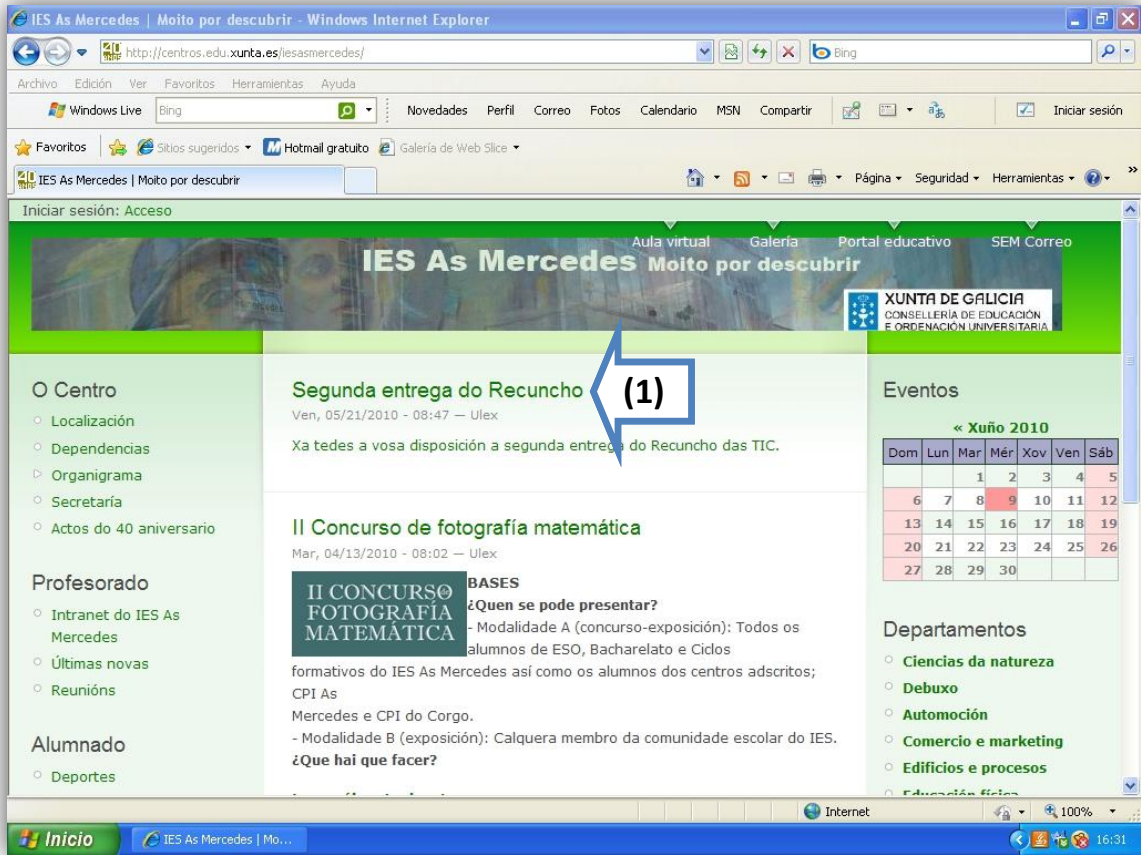 IES As Mercedes | Moito por descubrir - Windows Internet Explorer
http://centros.edu.xunta.es/iesasmercedes/
Bing
Archivo Edición Ver Favoritos Herramientas Ayuda
Windows Live Bing Novedades Perfil Correo Fotos Calendario MSN Compartir Iniciar sesión
Favoritos Sitios sugeridos Hotmail gratuito Galería de Web Slice
IES As Mercedes | Moito por descubrir Página Seguridad Herramientas »
Iniciar sesión: Acceso
Aula virtual Galería Portal educativo SEM Correo
IES As Mercedes Moito por descubrir
XUNTA DE GALICIA
CONSELLERÍA DE EDUCACIÓN
E ORDENACIÓN UNIVERSITARIA
O Centro
Localización
Dependencias
Organigrama
Secretaría
Actos do 40 aniversario
Profesorado
Intranet do IES As
Mercedes
Últimas novas
Reunións
Alumnado
Deportes
Segunda entrega do Recuncho
(1)
Ven, 05/21/2010 - 08:47 — Ulex
Xa tedes a vosa disposición a segunda entrega do Recuncho das TIC.
II Concurso de fotografía matemática
Mar, 04/13/2010 - 08:02 — Ulex
II CONCURSO de
FOTOGRAFÍA
MATEMÁTICA
BASES
¿Quen se pode presentar?
- Modalidade A (concurso-exposición): Todos os
alumnos de ESO, Bacharelato e Ciclos
formativos do IES As Mercedes así como os alumnos dos centros adscritos;
CPI As
Mercedes e CPI do Corgo.
- Modalidade B (exposición): Calquera membro da comunidade escolar do IES.
¿Que hai que facer?
Eventos
« Xuño 2010
Dom Lun Mar Mér Xov Ven Sáb
1 2 3 4 5
6 7 8 9 10 11 12
13 14 15 16 17 18 19
20 21 22 23 24 25 26
27 28 29 30
Departamentos
Ciencias da natureza
Debuxo
Automoción
Comercio e marketing
Edificios e procesos
Educación física
Internet 100%
Inicio IES As Mercedes | Mo... 16:31